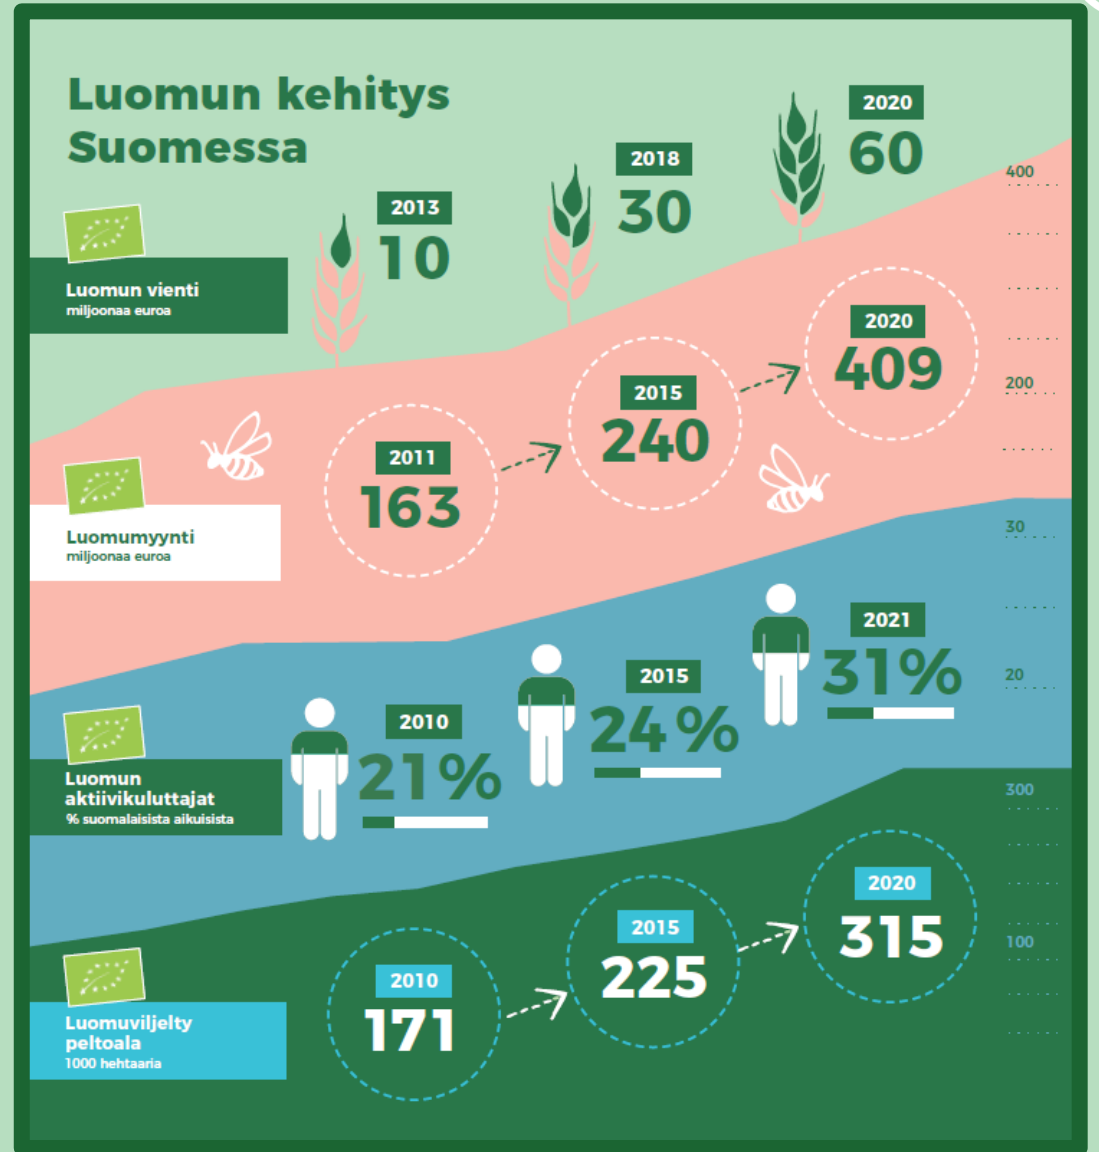 Luomun kehitys
Suomessa
Luomun vienti
miljoonaa euroa
2013
10
2018
30
2020
60
Luomumyynti
miljoonaa euroa
2011
163
2015
240
2020
409
400
200
Luomun
aktiivikuluttajat
% suomalaisista aikuisista
2010
21%
2015
24%
2021
31%
30
20
Luomuviljelty
peltoala
1000 hehtaaria
2010
171
2015
225
2020
315
300
100